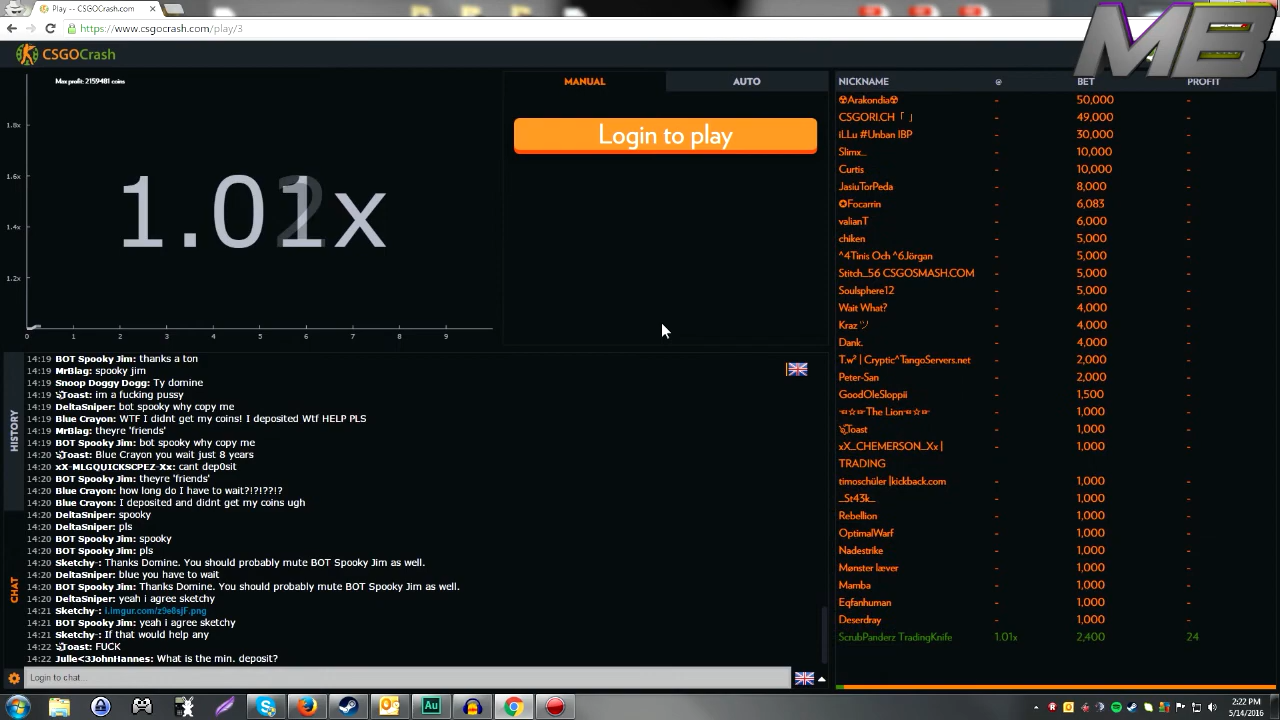 Play -- CSGOCrash.com
https://www.csgocrash.com/play/3
MB
CSGOCrash
Max profit: 2159481 coins
1.8x
1.6x
1.4x
1.2x
1.01x
0 1 2 3 4 5 6 7 8 9
MANUAL AUTO
Login to play
NICKNAME @ BET PROFIT
☢Arakondia☢ - 50,000 -
CSGORI.CH「 」 - 49,000 -
iLLu #Unban IBP - 30,000 -
Slimx... - 10,000 -
Curtis - 10,000 -
JasiuTorPeda - 8,000 -
✪Focarrin - 6,083 -
valianT - 6,000 -
chiken - 5,000 -
^4Tinis Och ^6Jörgan - 5,000 -
Stitch_56 CSGOSMASH.COM - 5,000 -
Soulsphere12 - 5,000 -
Wait What? - 4,000 -
Kraz ツ - 4,000 -
Dank. - 4,000 -
T.w² | Cryptic^TangoServers.net - 2,000 -
Peter-San - 2,000 -
GoodOleSloppii - 1,500 -
The Lion - 1,000 -
Toast - 1,000 -
xX_CHEMERSON_Xx | - 1,000 -
TRADING
timoschüler |kickback.com - 1,000 -
_St43k_ - 1,000 -
Rebellion - 1,000 -
OptimalWarf - 1,000 -
Nadestrike - 1,000 -
Mønster læver - 1,000 -
Mamba - 1,000 -
Eqfanhuman - 1,000 -
Deserdray - 1,000 -
ScrubPanderz TradingKnife 1.01x 2,400 24
HISTORY
CHAT
14:19 BOT Spooky Jim: thanks a ton
14:19 MrBlag: spooky jim
14:19 Snoop Doggy Dogg: Ty domine
14:19 Toast: im a fucking pussy
14:19 DeltaSniper: bot spooky why copy me
14:19 Blue Crayon: WTF I didnt get my coins! I deposited Wtf HELP PLS
14:19 MrBlag: theyre 'friends'
14:19 BOT Spooky Jim: bot spooky why copy me
14:19 Toast: Blue Crayon you wait just 8 years
14:20 xX-MLGQUICKSCPEZ-Xx: cant dep0sit
14:20 BOT Spooky Jim: theyre 'friends'
14:20 Blue Crayon: how long do I have to wait?!?!??!?
14:20 Blue Crayon: I deposited and didnt get my coins ugh
14:20 DeltaSniper: spooky
14:20 DeltaSniper: pls
14:20 BOT Spooky Jim: spooky
14:20 BOT Spooky Jim: pls
14:20 Sketchy-: Thanks Domine. You should probably mute BOT Spooky Jim as well.
14:20 DeltaSniper: blue you have to wait
14:20 BOT Spooky Jim: Thanks Domine. You should probably mute BOT Spooky Jim as well.
14:20 DeltaSniper: yeah i agree sketchy
14:21 Sketchy-: i.imgur.com/z9e8sjF.png
14:21 BOT Spooky Jim: yeah i agree sketchy
14:21 Sketchy-: If that would help any
14:22 Toast: FUCK
14:22 Julle<3JohnHannes: What is the min. deposit?
Login to chat...
Au
2:22 PM
5/14/2016